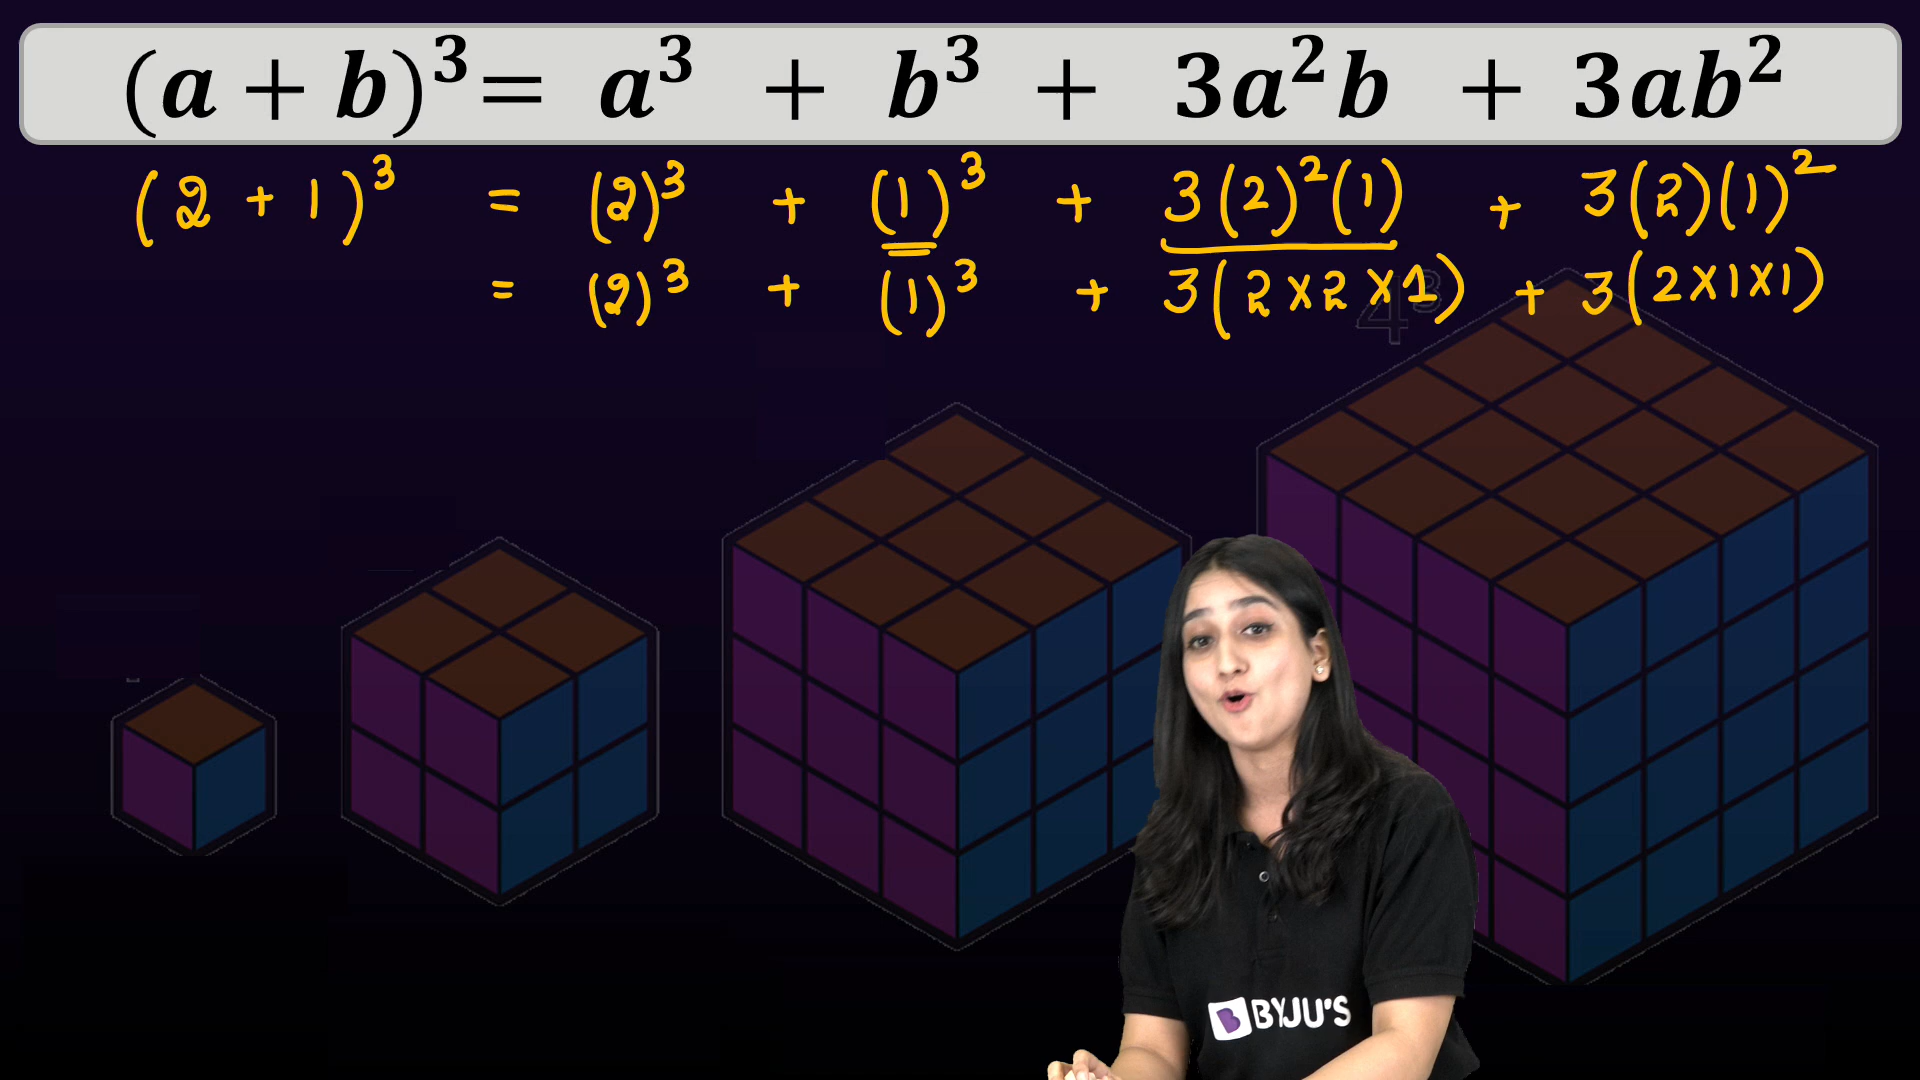 (a + b)³ = a³ + b³ + 3a²b + 3ab²
(2 + 1)³ = (2)³ + (1)³ + 3(2)²(1) + 3(2)(1)²
= (2)³ + (1)³ + 3(2×2×1) + 3(2×1×1)
4³
BYJU'S